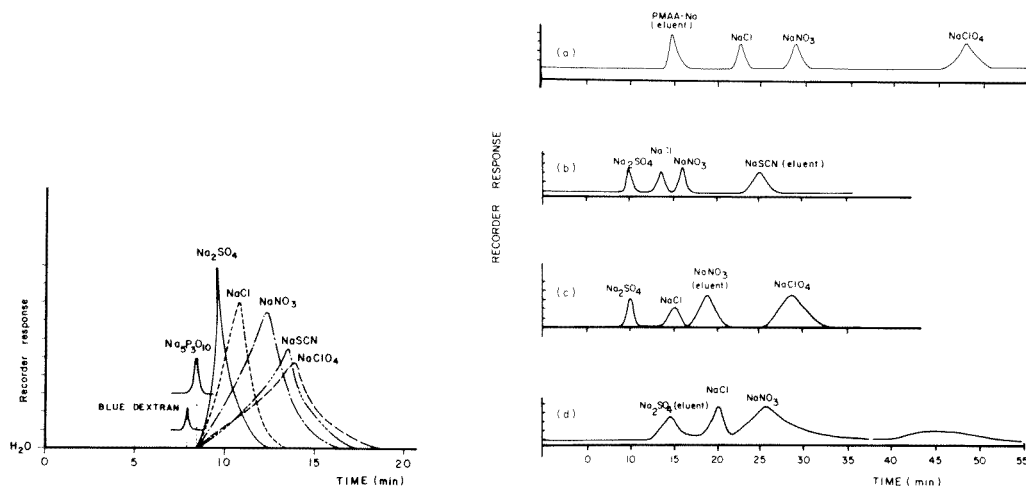 Na2SO4
NaCl
NaNO3
NaSCN
NaClO4
Na5P3O10
BLUE DEXTRAN
H2O
Recorder response
0 5 10 15 20
TIME (min)
RECORDER RESPONSE
(a)
PMAA-Na
(eluent)
NaCl
NaNO3
NaClO4
(b)
Na2SO4
NaCl
NaNO3
NaSCN (eluent)
(c)
Na2SO4
NaCl
NaNO3
(eluent)
NaClO4
(d)
Na2SO4 (eluent)
NaCl
NaNO3
0 5 10 15 20 25 30 35 40 45 50 55
TIME (min)